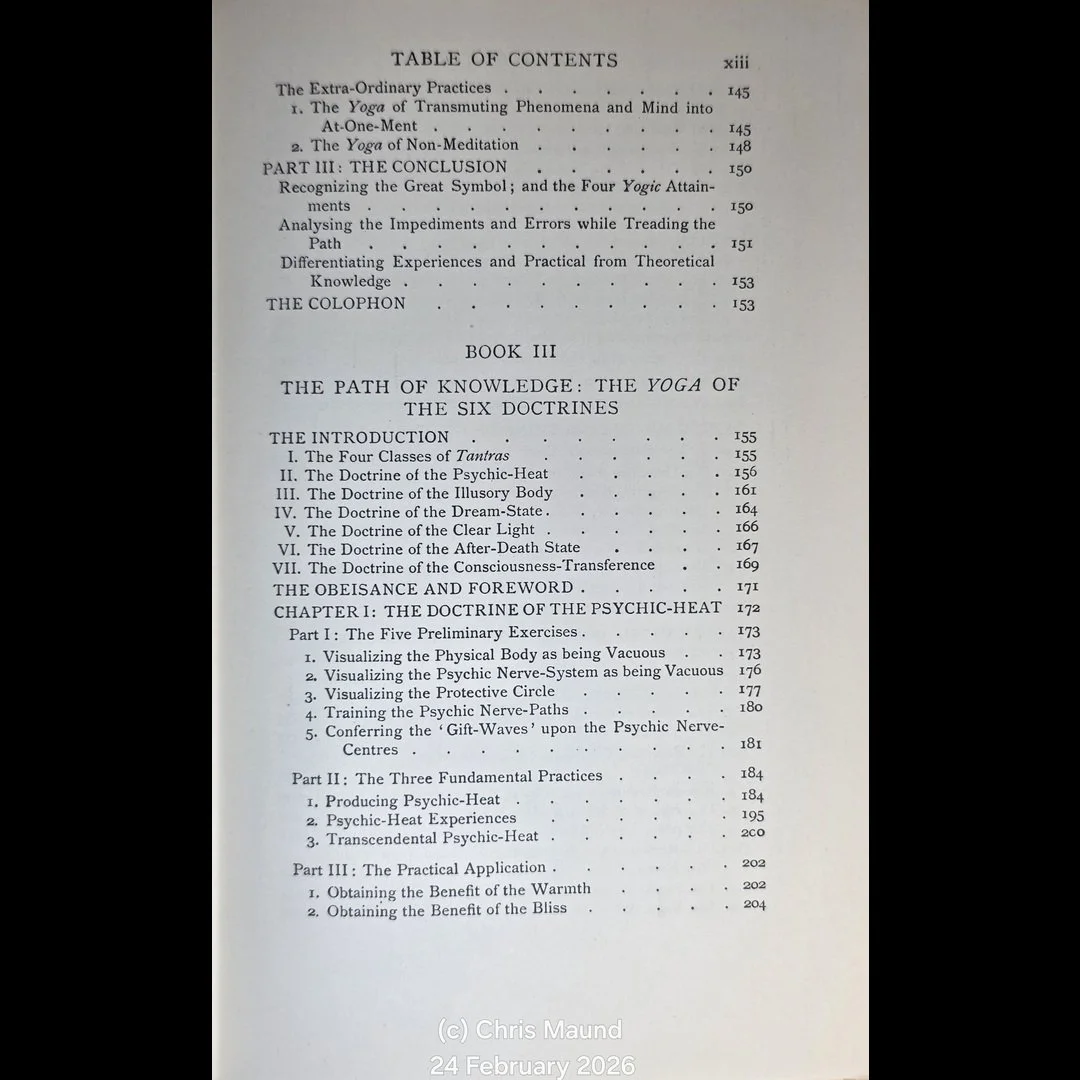 TABLE OF CONTENTS xiii
The Extra-Ordinary Practices . . . . . . . 145
1. The Yoga of Transmuting Phenomena and Mind into
At-One-Ment . . . . . . . . . 145
2. The Yoga of Non-Meditation . . . . . . 148
PART III: THE CONCLUSION . . . . . . 150
Recognizing the Great Symbol; and the Four Yogic Attain-
ments . . . . . . . . . . . 150
Analysing the Impediments and Errors while Treading the
Path . . . . . . . . . . . 151
Differentiating Experiences and Practical from Theoretical
Knowledge . . . . . . . . . . 153
THE COLOPHON . . . . . . . . . 153
BOOK III
THE PATH OF KNOWLEDGE: THE YOGA OF
THE SIX DOCTRINES
THE INTRODUCTION . . . . . . . . 155
I. The Four Classes of Tantras . . . . . . 155
II. The Doctrine of the Psychic-Heat . . . . . 156
III. The Doctrine of the Illusory Body . . . . . 161
IV. The Doctrine of the Dream-State . . . . . . 164
V. The Doctrine of the Clear Light . . . . . . 166
VI. The Doctrine of the After-Death State . . . . 167
VII. The Doctrine of the Consciousness-Transference . . 169
THE OBEISANCE AND FOREWORD . . . . . 171
CHAPTER I: THE DOCTRINE OF THE PSYCHIC-HEAT 172
Part I: The Five Preliminary Exercises . . . . . 173
1. Visualizing the Physical Body as being Vacuous . . 173
2. Visualizing the Psychic Nerve-System as being Vacuous 176
3. Visualizing the Protective Circle . . . . . 177
4. Training the Psychic Nerve-Paths . . . . . 180
5. Conferring the ‘Gift-Waves’ upon the Psychic Nerve-
Centres . . . . . . . . . . 181
Part II: The Three Fundamental Practices . . . . 184
1. Producing Psychic-Heat . . . . . . . 184
2. Psychic-Heat Experiences . . . . . . 195
3. Transcendental Psychic-Heat . . . . . . 200
Part III: The Practical Application . . . . . . 202
1. Obtaining the Benefit of the Warmth . . . . 202
2. Obtaining the Benefit of the Bliss . . . . . 204
(c) Chris Maund
24 February 2026